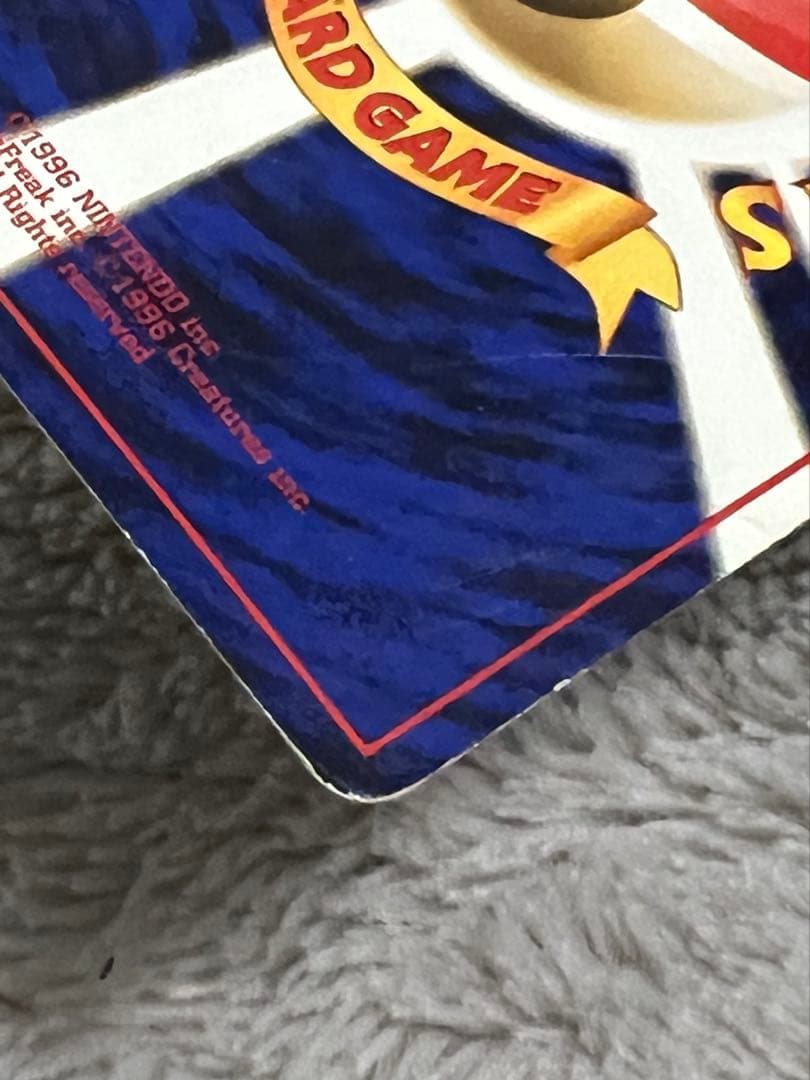 ARD GAME
©1996 NINTENDO inc
Freak inc ©1996 Creatures inc
Rights reserved
S